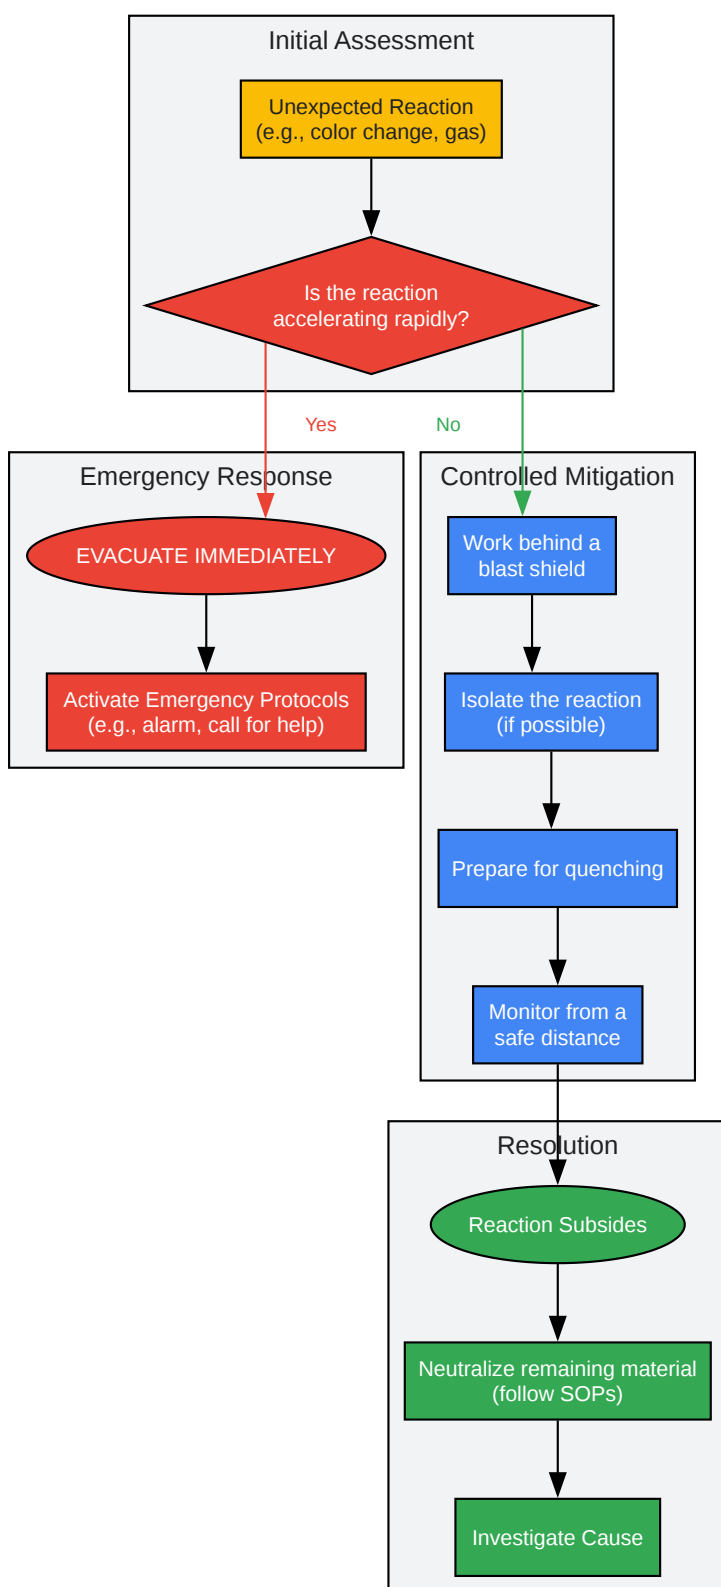 Initial Assessment
Unexpected Reaction
(e.g., color change, gas)
Is the reaction
accelerating rapidly?
Yes
No
Emergency Response
EVACUATE IMMEDIATELY
Activate Emergency Protocols
(e.g., alarm, call for help)
Controlled Mitigation
Work behind a
blast shield
Isolate the reaction
(if possible)
Prepare for quenching
Monitor from a
safe distance
Resolution
Reaction Subsides
Neutralize remaining material
(follow SOPs)
Investigate Cause